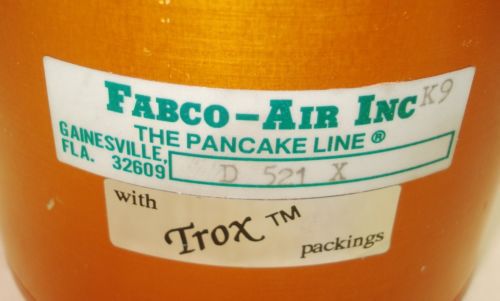 FABCO-AIR INC K9
THE PANCAKE LINE ®
GAINESVILLE,
FLA. 32609
D 521 X
with
Trox ™
packings